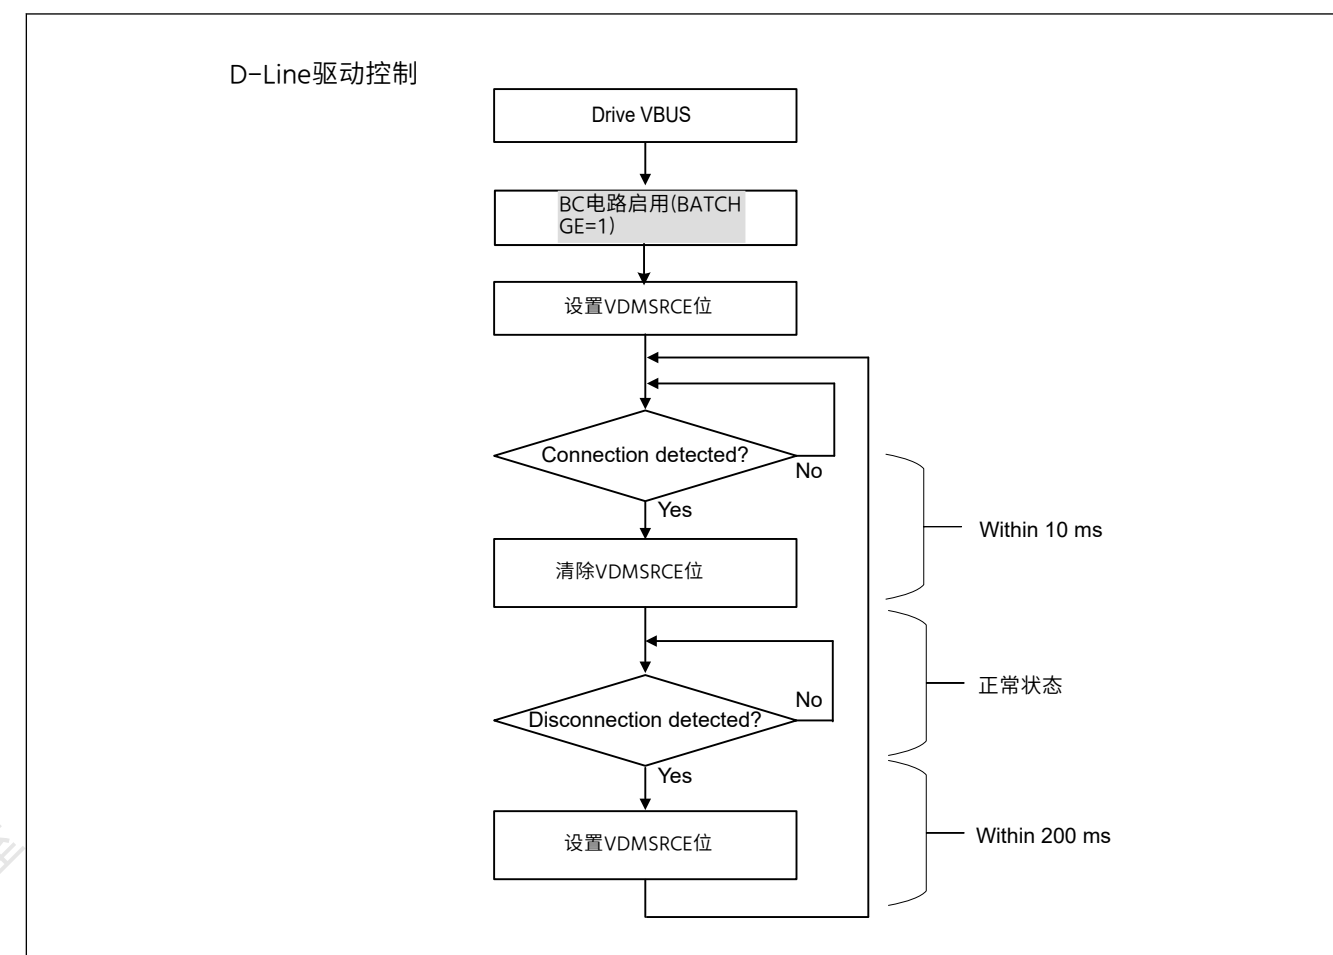 D-Line驱动控制
Drive VBUS
BC电路启用(BATCH
GE=1)
设置VDMSRCE位
Connection detected?
No
Yes
Within 10 ms
清除VDMSRCE位
正常状态
No
Disconnection detected?
Yes
设置VDMSRCE位
Within 200 ms